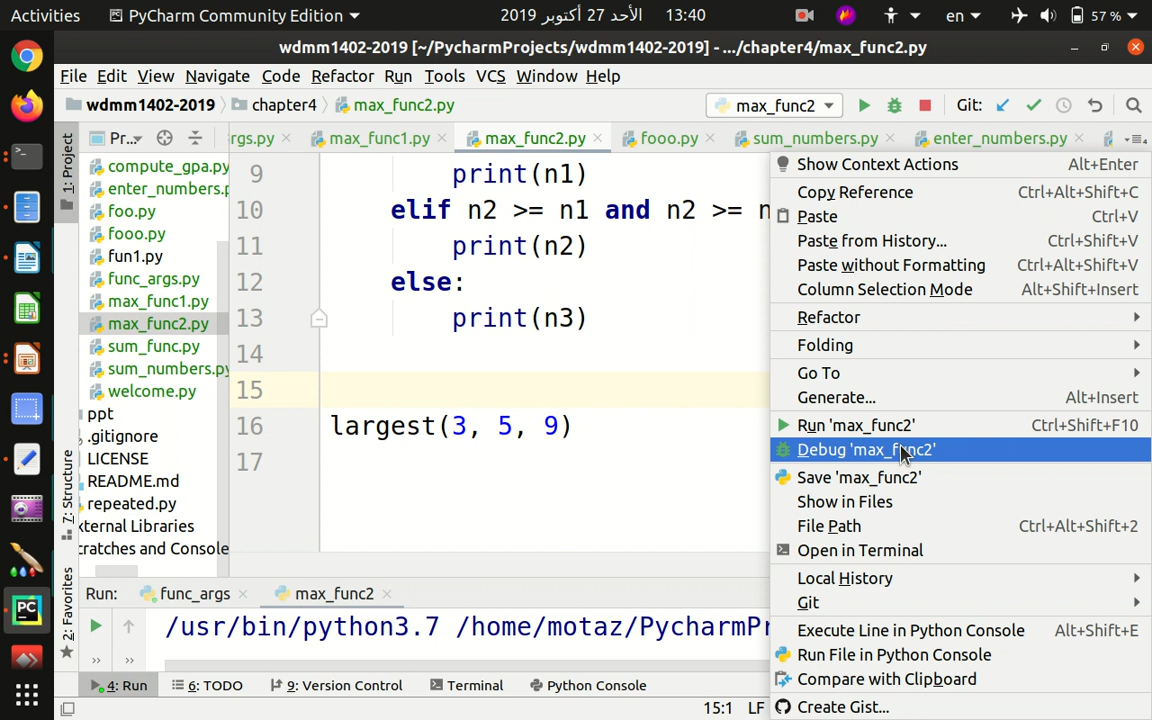 Activities PyCharm Community Edition الأحد 27 أكتوبر 2019 13:40 en 57 %
wdmm1402-2019 [~/PycharmProjects/wdmm1402-2019] - .../chapter4/max_func2.py
File Edit View Navigate Code Refactor Run Tools VCS Window Help
wdmm1402-2019 chapter4 max_func2.py max_func2 Git:
1: Project
Pr...
rgs.py max_func1.py max_func2.py fooo.py sum_numbers.py enter_numbers.py
compute_gpa.py
enter_numbers.p
foo.py
fooo.py
fun1.py
func_args.py
max_func1.py
max_func2.py
sum_func.py
sum_numbers.py
welcome.py
ppt
.gitignore
LICENSE
README.md
repeated.py
xternal Libraries
cratches and Console
7: Structure
2: Favorites
9 print(n1)
10 elif n2 >= n1 and n2 >= n
11 print(n2)
12 else:
13 print(n3)
14
15
16 largest(3, 5, 9)
17
Show Context Actions Alt+Enter
Copy Reference Ctrl+Alt+Shift+C
Paste Ctrl+V
Paste from History... Ctrl+Shift+V
Paste without Formatting Ctrl+Alt+Shift+V
Column Selection Mode Alt+Shift+Insert
Refactor
Folding
Go To
Generate... Alt+Insert
Run 'max_func2' Ctrl+Shift+F10
Debug 'max_func2'
Save 'max_func2'
Show in Files
File Path Ctrl+Alt+Shift+2
Open in Terminal
Local History
Git
Execute Line in Python Console Alt+Shift+E
Run File in Python Console
Compare with Clipboard
Create Gist...
Run: func_args max_func2
/usr/bin/python3.7 /home/motaz/PycharmPr
4: Run 6: TODO 9: Version Control Terminal Python Console
15:1 LF